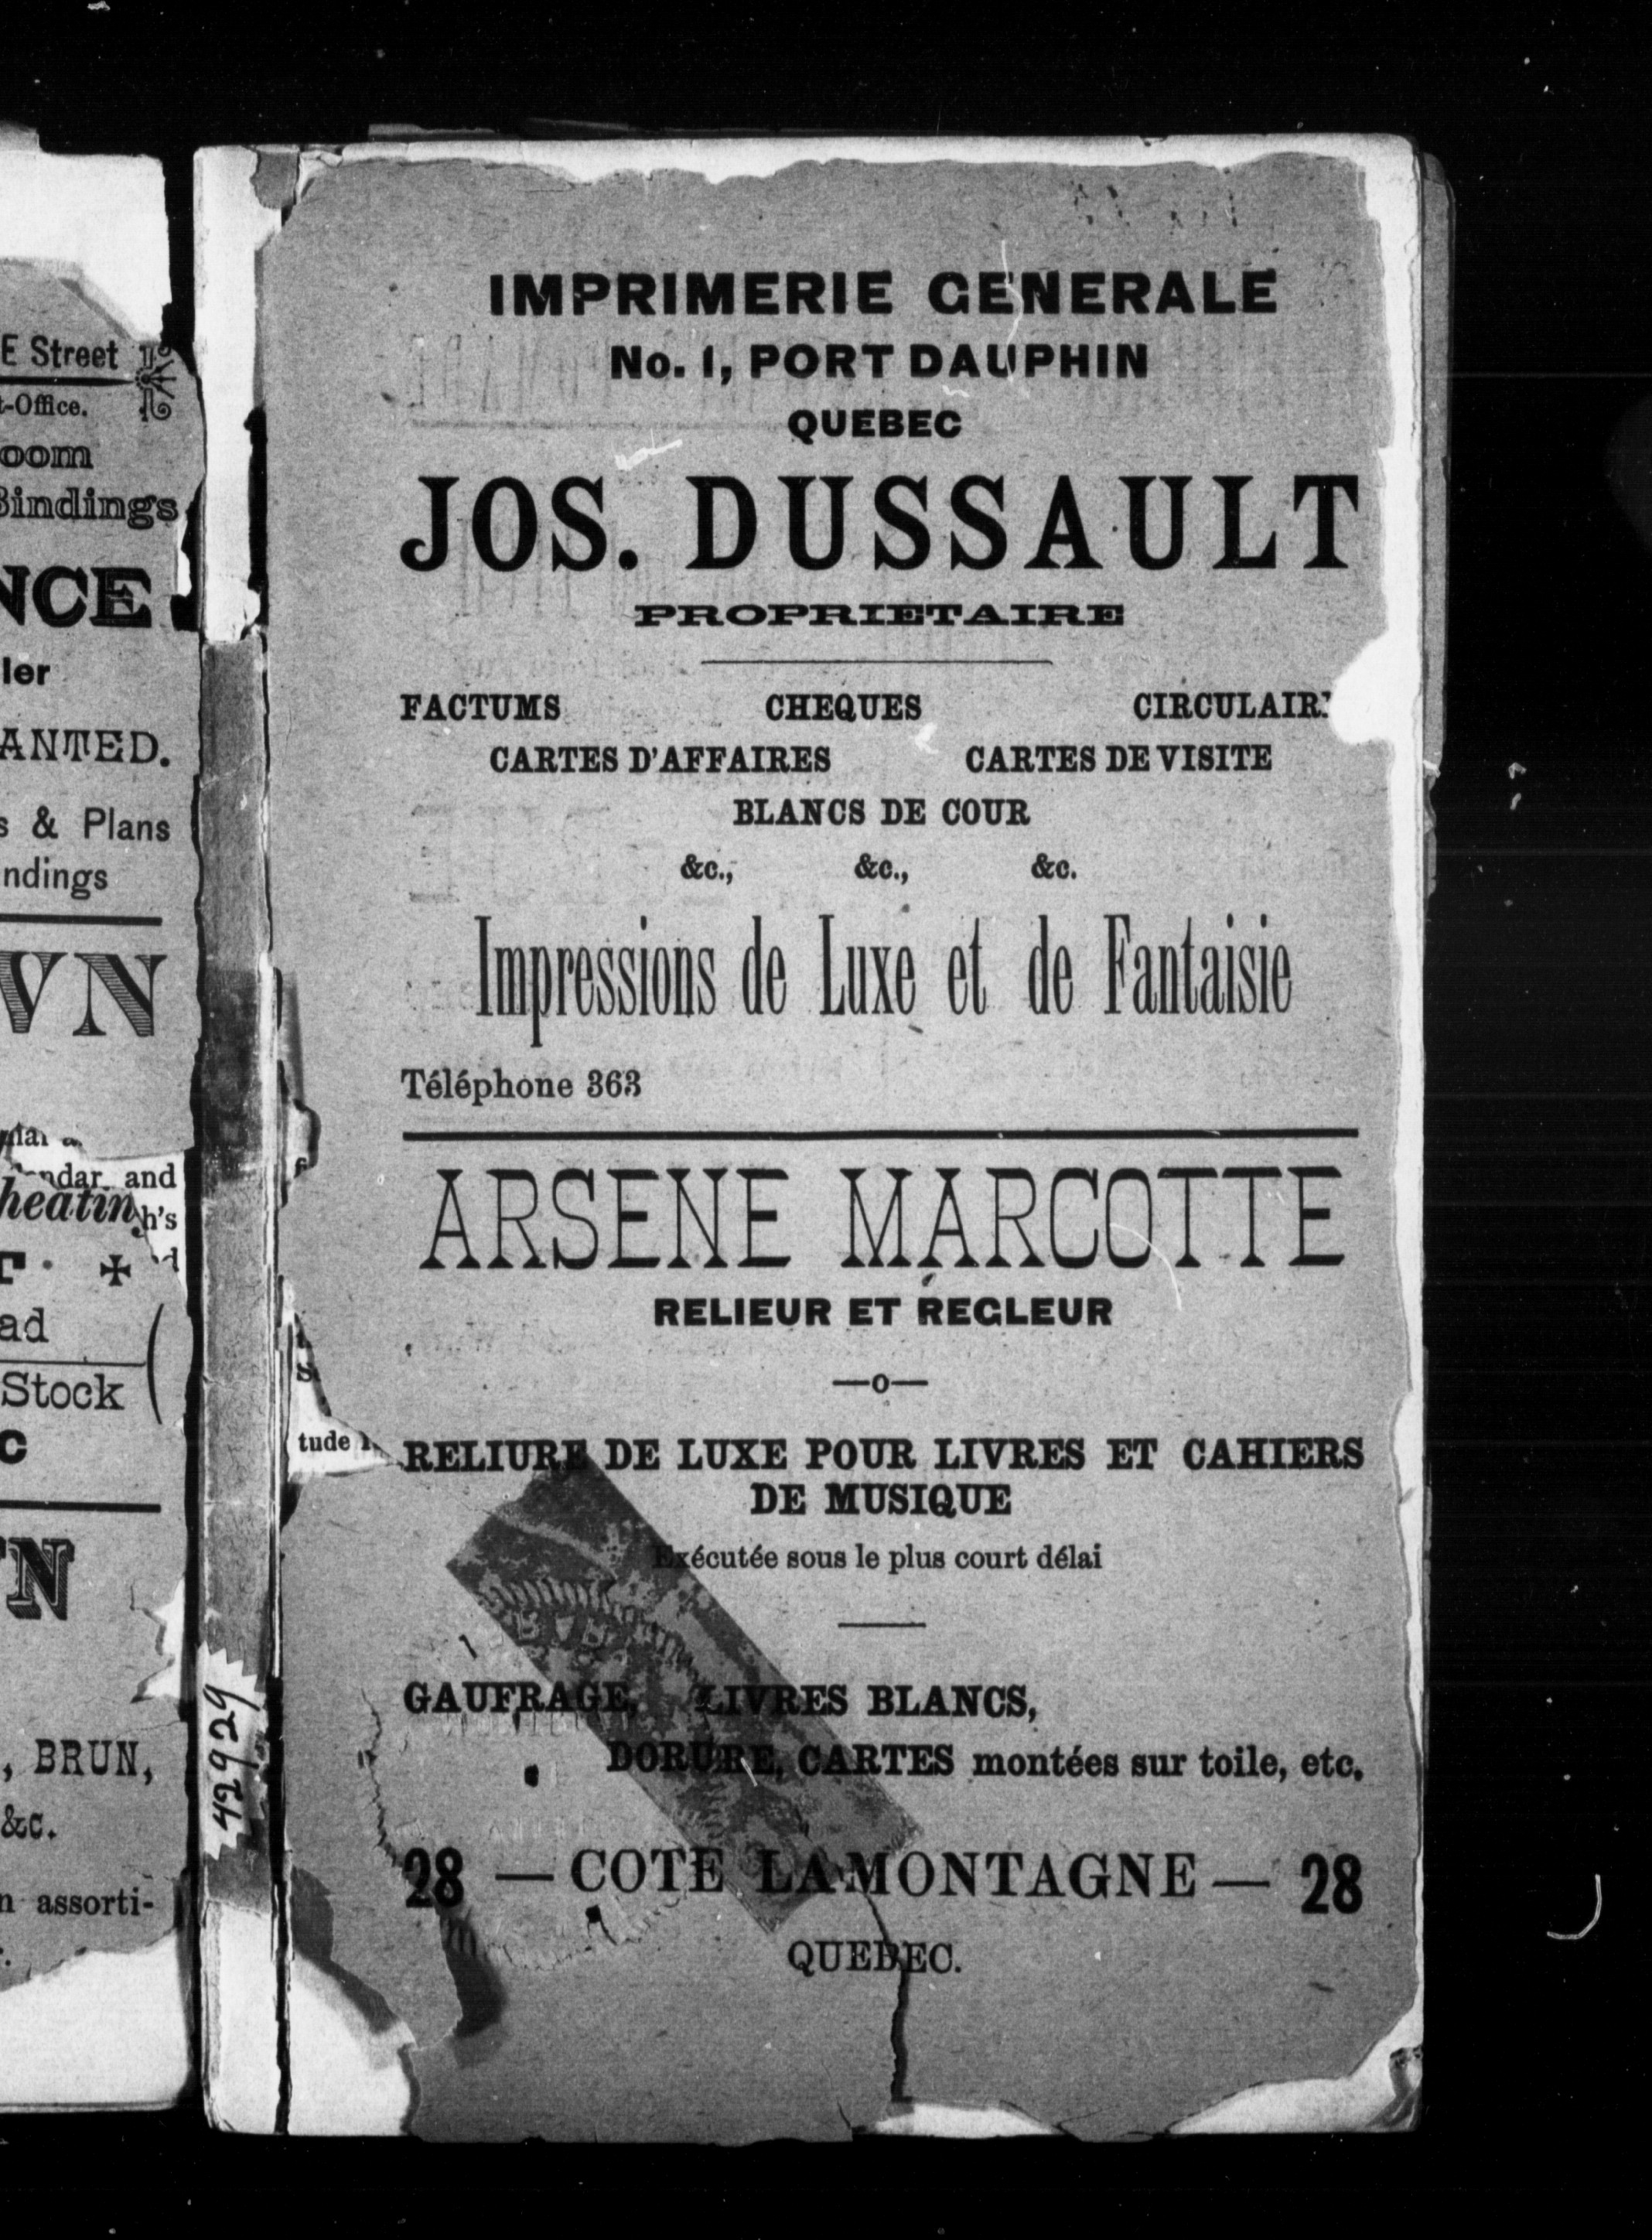 E Street
t-Office.
oom
Bindings
NCE
ler
ANTED.
s & Plans
ndings
WN
ndar and
heatin
h's
ad
Stock
C
N
, BRUN,
&c.
n assorti-
42929
tude
IMPRIMERIE GENERALE
No. 1, PORT DAUPHIN
QUEBEC
JOS. DUSSAULT
PROPRIETAIRE
FACTUMS CHEQUES CIRCULAIR
CARTES D'AFFAIRES CARTES DE VISITE
BLANCS DE COUR
&c., &c., &c.
Impressions de Luxe et de Fantaisie
Téléphone 363
ARSENE MARCOTTE
RELIEUR ET REGLEUR
—o—
RELIURE DE LUXE POUR LIVRES ET CAHIERS
DE MUSIQUE
Exécutée sous le plus court délai
GAUFRAGE, LIVRES BLANCS,
DORURE, CARTES montées sur toile, etc.
28 — COTE LAMONTAGNE — 28
QUEBEC.